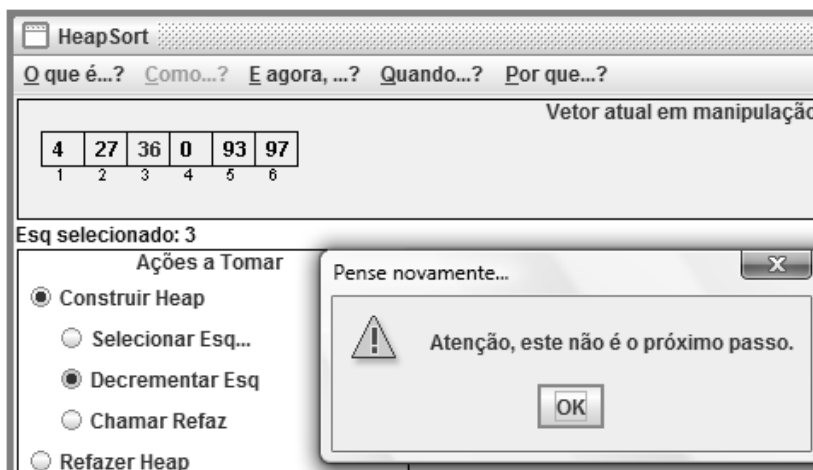 HeapSort
O que é...? Como...? E agora, ...? Quando...? Por que...?
Vetor atual em manipulação
4 27 36 0 93 97
1 2 3 4 5 6
Esq selecionado: 3
Ações a Tomar
Construir Heap
Selecionar Esq...
Decrementar Esq
Chamar Refaz
Refazer Heap
Pense novamente...
Atenção, este não é o próximo passo.
OK